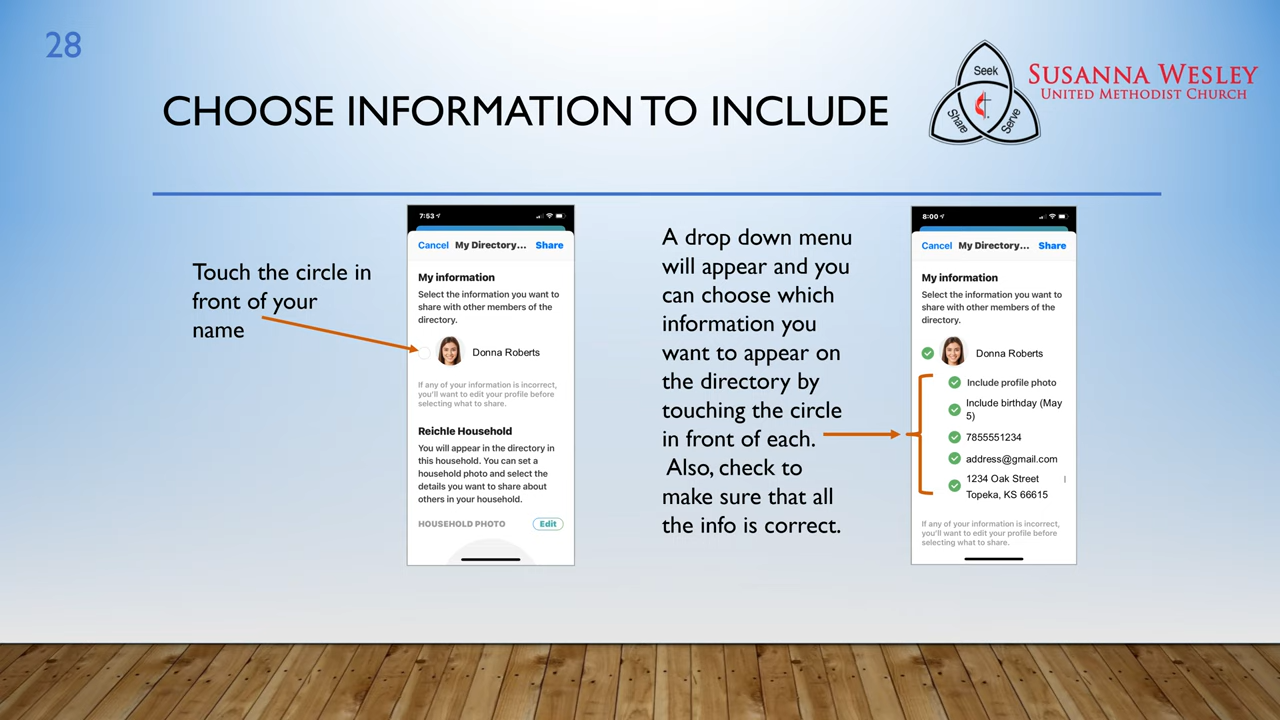 28
CHOOSE INFORMATION TO INCLUDE
Seek
Share
Serve
SUSANNA WESLEY
UNITED METHODIST CHURCH
Touch the circle in
front of your
name
7:53
Cancel My Directory... Share
My information
Select the information you want to
share with other members of the
directory.
Donna Roberts
If any of your information is incorrect,
you'll want to edit your profile before
selecting what to share.
Reichle Household
You will appear in the directory in
this household. You can set a
household photo and select the
details you want to share about
others in your household.
HOUSEHOLD PHOTO Edit
A drop down menu
will appear and you
can choose which
information you
want to appear on
the directory by
touching the circle
in front of each.
Also, check to
make sure that all
the info is correct.
8:00
Cancel My Directory... Share
My information
Select the information you want to
share with other members of the
directory.
Donna Roberts
Include profile photo
Include birthday (May
5)
7855551234
address@gmail.com
1234 Oak Street
Topeka, KS 66615
If any of your information is incorrect,
you'll want to edit your profile before
selecting what to share.